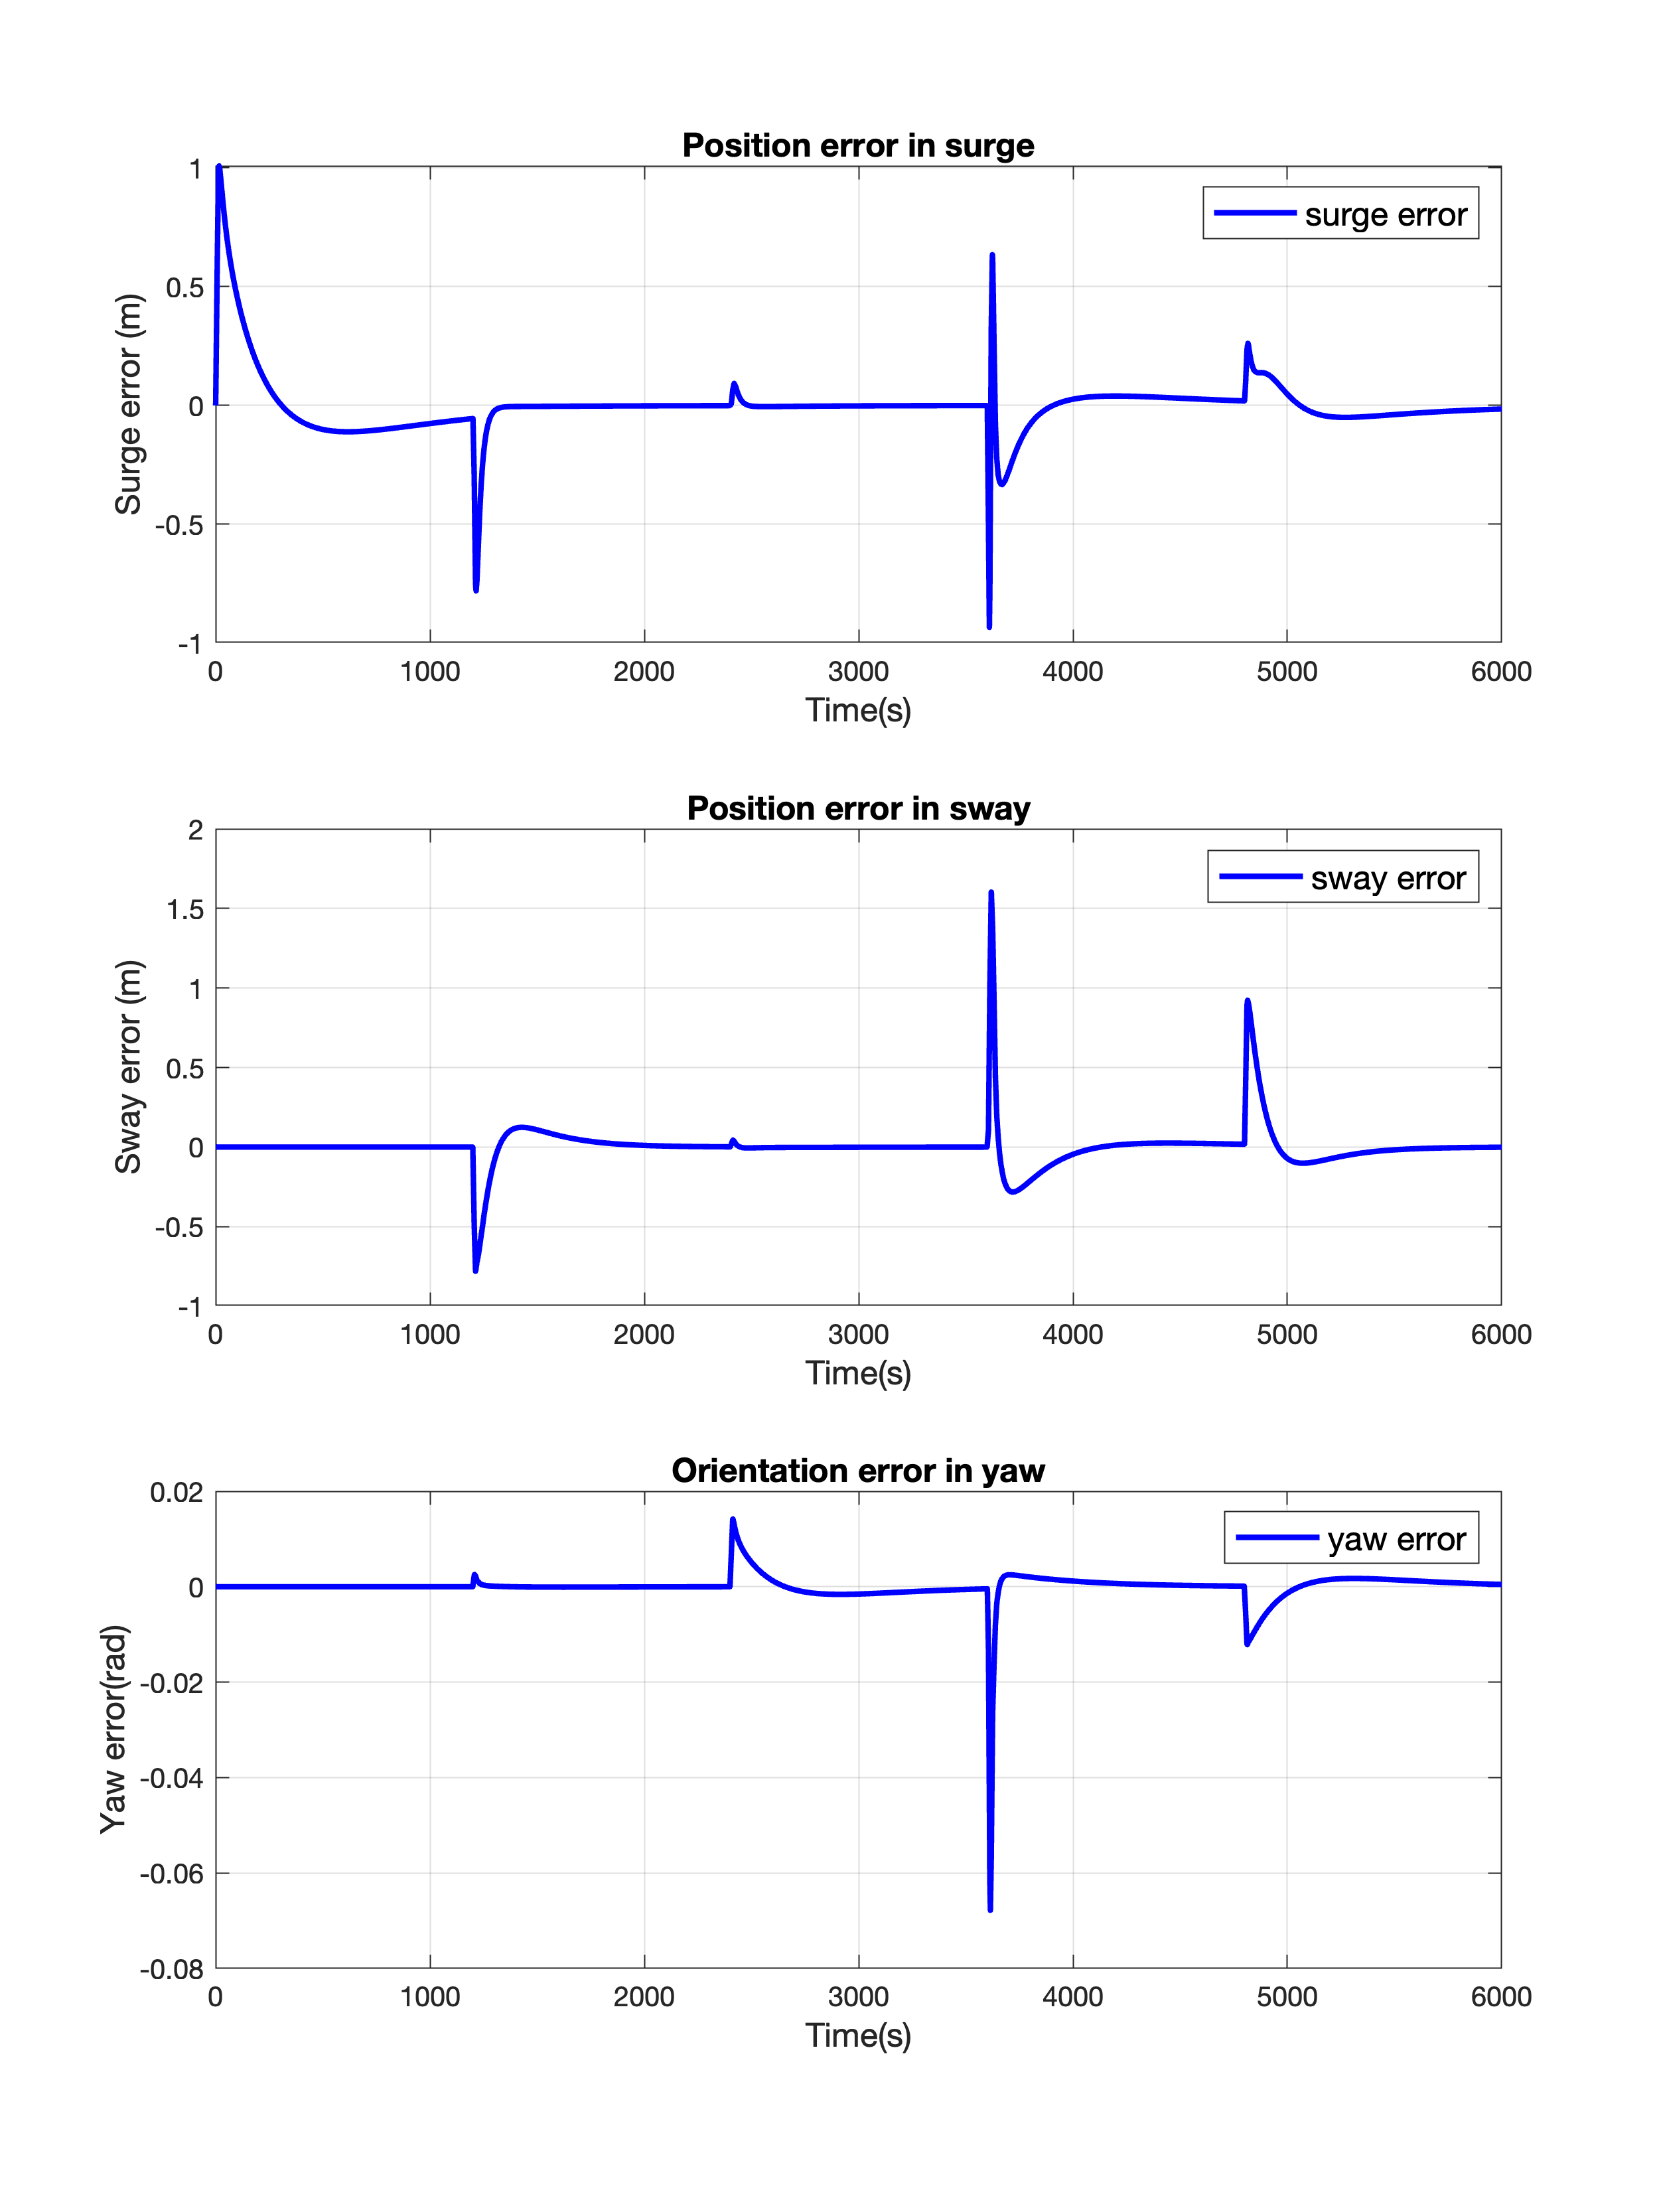 Position error in surge
1
0.5
0
-0.5
-1
Surge error (m)
surge error
0 1000 2000 3000 4000 5000 6000
Time(s)
Position error in sway
2
1.5
1
0.5
0
-0.5
-1
Sway error (m)
sway error
0 1000 2000 3000 4000 5000 6000
Time(s)
Orientation error in yaw
0.02
0
-0.02
-0.04
-0.06
-0.08
Yaw error(rad)
yaw error
0 1000 2000 3000 4000 5000 6000
Time(s)